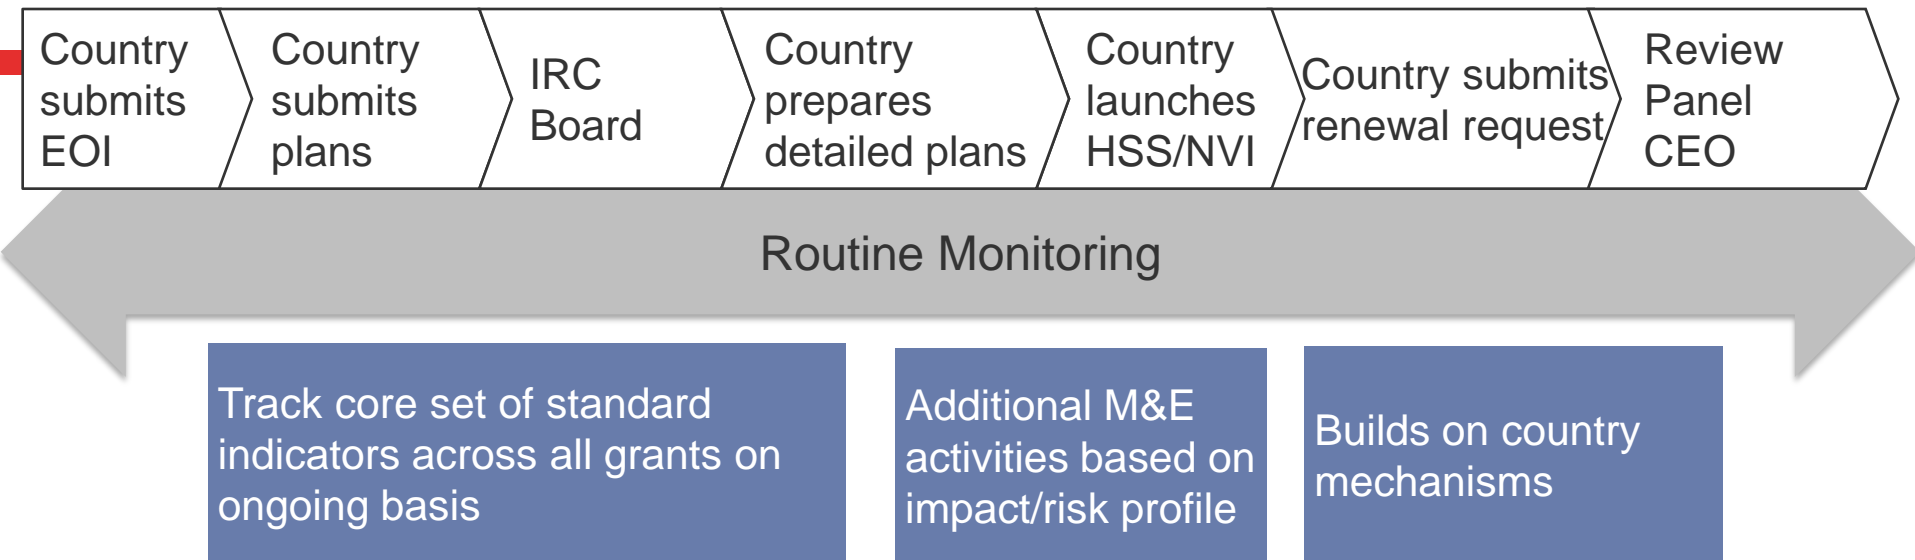 Country
submits
EOI
Country
submits
plans
IRC
Board
Country
prepares
detailed plans
Country
launches
HSS/NVI
Country submits
renewal request
Review
Panel
CEO
Routine Monitoring
Track core set of standard
indicators across all grants on
ongoing basis
Additional M&E
activities based on
impact/risk profile
Builds on country
mechanisms